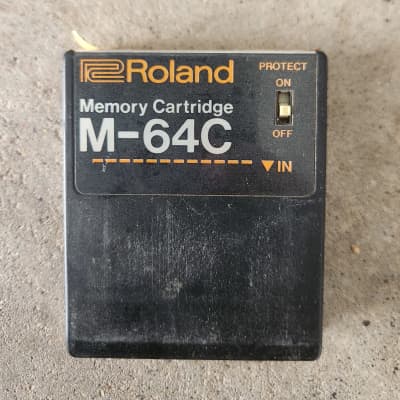 Roland
PROTECT
ON
OFF
Memory Cartridge
M-64C
▼IN